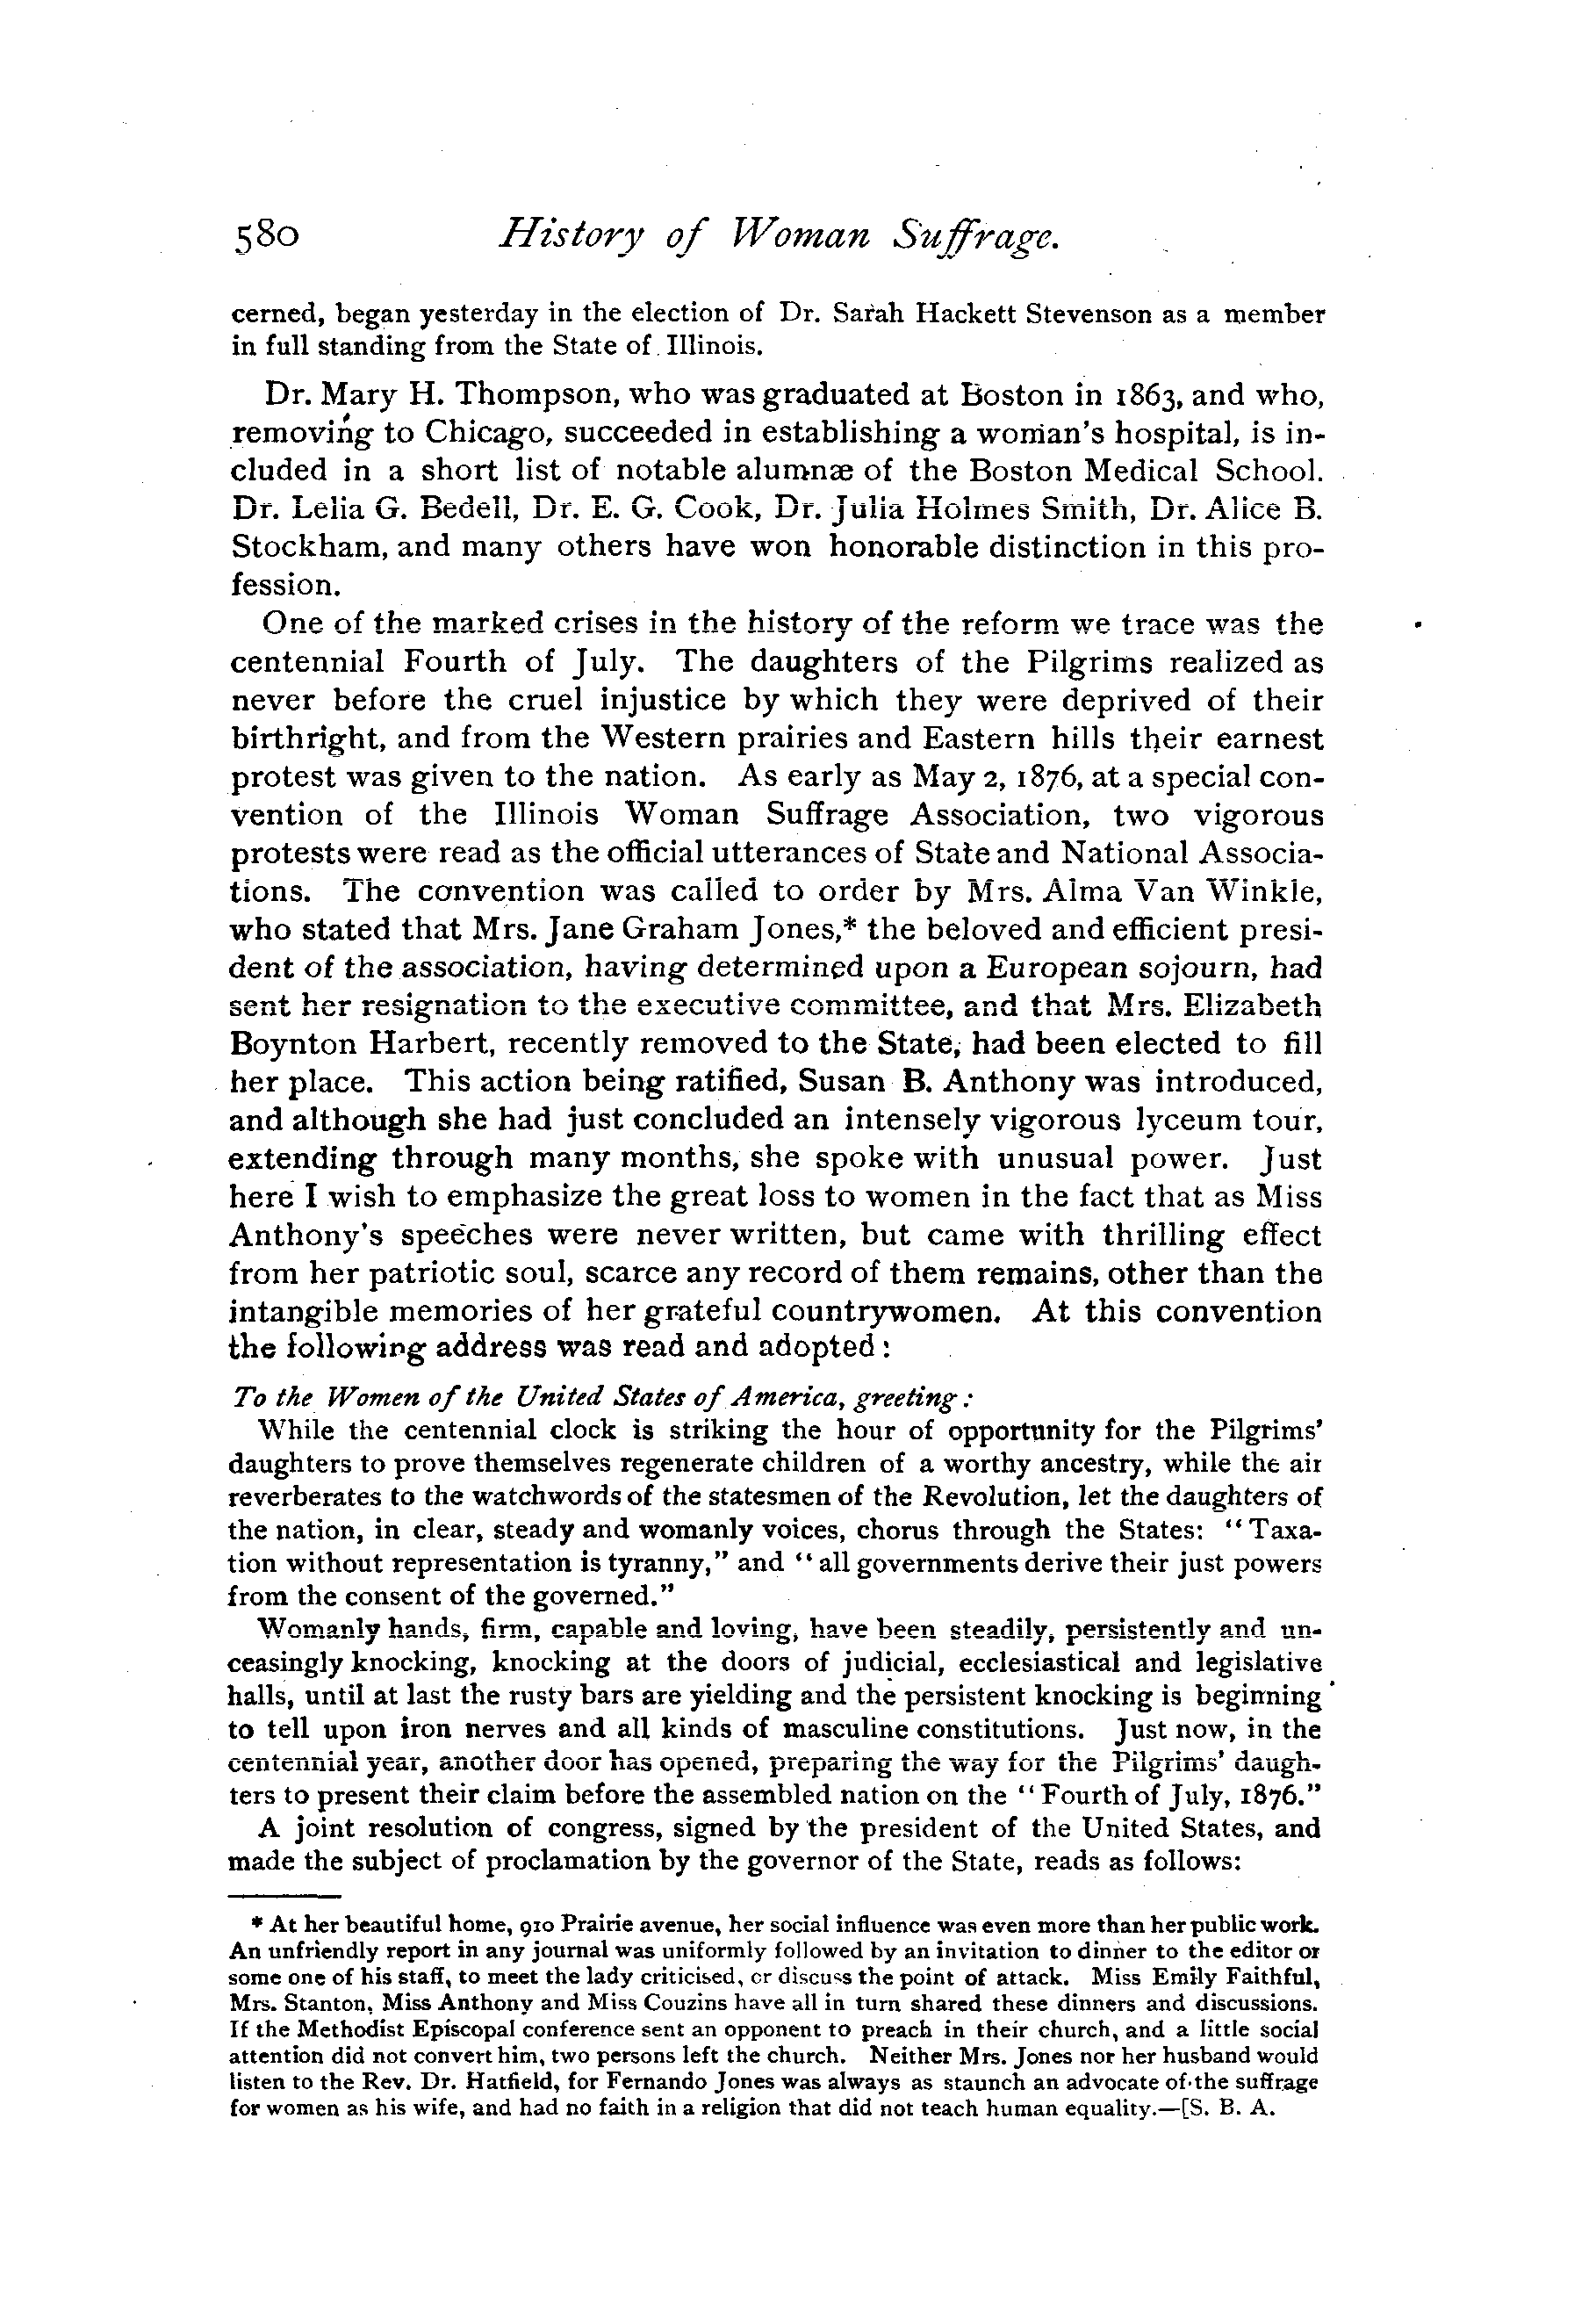 580 History of Woman Suffrage.
cerned, began yesterday in the election of Dr. Sarah Hackett Stevenson as a member
in full standing from the State of Illinois.
Dr. Mary H. Thompson, who was graduated at Boston in 1863, and who,
removing to Chicago, succeeded in establishing a woman's hospital, is in-
cluded in a short list of notable alumnæ of the Boston Medical School.
Dr. Lelia G. Bedell, Dr. E. G. Cook, Dr. Julia Holmes Smith, Dr. Alice B.
Stockham, and many others have won honorable distinction in this pro-
fession.
One of the marked crises in the history of the reform we trace was the
centennial Fourth of July. The daughters of the Pilgrims realized as
never before the cruel injustice by which they were deprived of their
birthright, and from the Western prairies and Eastern hills their earnest
protest was given to the nation. As early as May 2, 1876, at a special con-
vention of the Illinois Woman Suffrage Association, two vigorous
protests were read as the official utterances of State and National Associa-
tions. The convention was called to order by Mrs. Alma Van Winkle,
who stated that Mrs. Jane Graham Jones,* the beloved and efficient presi-
dent of the association, having determined upon a European sojourn, had
sent her resignation to the executive committee, and that Mrs. Elizabeth
Boynton Harbert, recently removed to the State, had been elected to fill
her place. This action being ratified, Susan B. Anthony was introduced,
and although she had just concluded an intensely vigorous lyceum tour,
extending through many months, she spoke with unusual power. Just
here I wish to emphasize the great loss to women in the fact that as Miss
Anthony's speeches were never written, but came with thrilling effect
from her patriotic soul, scarce any record of them remains, other than the
intangible memories of her grateful countrywomen. At this convention
the following address was read and adopted:
To the Women of the United States of America, greeting:
While the centennial clock is striking the hour of opportunity for the Pilgrims'
daughters to prove themselves regenerate children of a worthy ancestry, while the air
reverberates to the watchwords of the statesmen of the Revolution, let the daughters of
the nation, in clear, steady and womanly voices, chorus through the States: "Taxa-
tion without representation is tyranny," and "all governments derive their just powers
from the consent of the governed."
Womanly hands, firm, capable and loving, have been steadily, persistently and un-
ceasingly knocking, knocking at the doors of judicial, ecclesiastical and legislative
halls, until at last the rusty bars are yielding and the persistent knocking is beginning
to tell upon iron nerves and all kinds of masculine constitutions. Just now, in the
centennial year, another door has opened, preparing the way for the Pilgrims' daugh-
ters to present their claim before the assembled nation on the "Fourth of July, 1876."
A joint resolution of congress, signed by the president of the United States, and
made the subject of proclamation by the governor of the State, reads as follows:
* At her beautiful home, 910 Prairie avenue, her social influence was even more than her public work.
An unfriendly report in any journal was uniformly followed by an invitation to dinner to the editor or
some one of his staff, to meet the lady criticised, or discuss the point of attack. Miss Emily Faithful,
Mrs. Stanton, Miss Anthony and Miss Couzins have all in turn shared these dinners and discussions.
If the Methodist Episcopal conference sent an opponent to preach in their church, and a little social
attention did not convert him, two persons left the church. Neither Mrs. Jones nor her husband would
listen to the Rev. Dr. Hatfield, for Fernando Jones was always as staunch an advocate of the suffrage
for women as his wife, and had no faith in a religion that did not teach human equality.—[S. B. A.